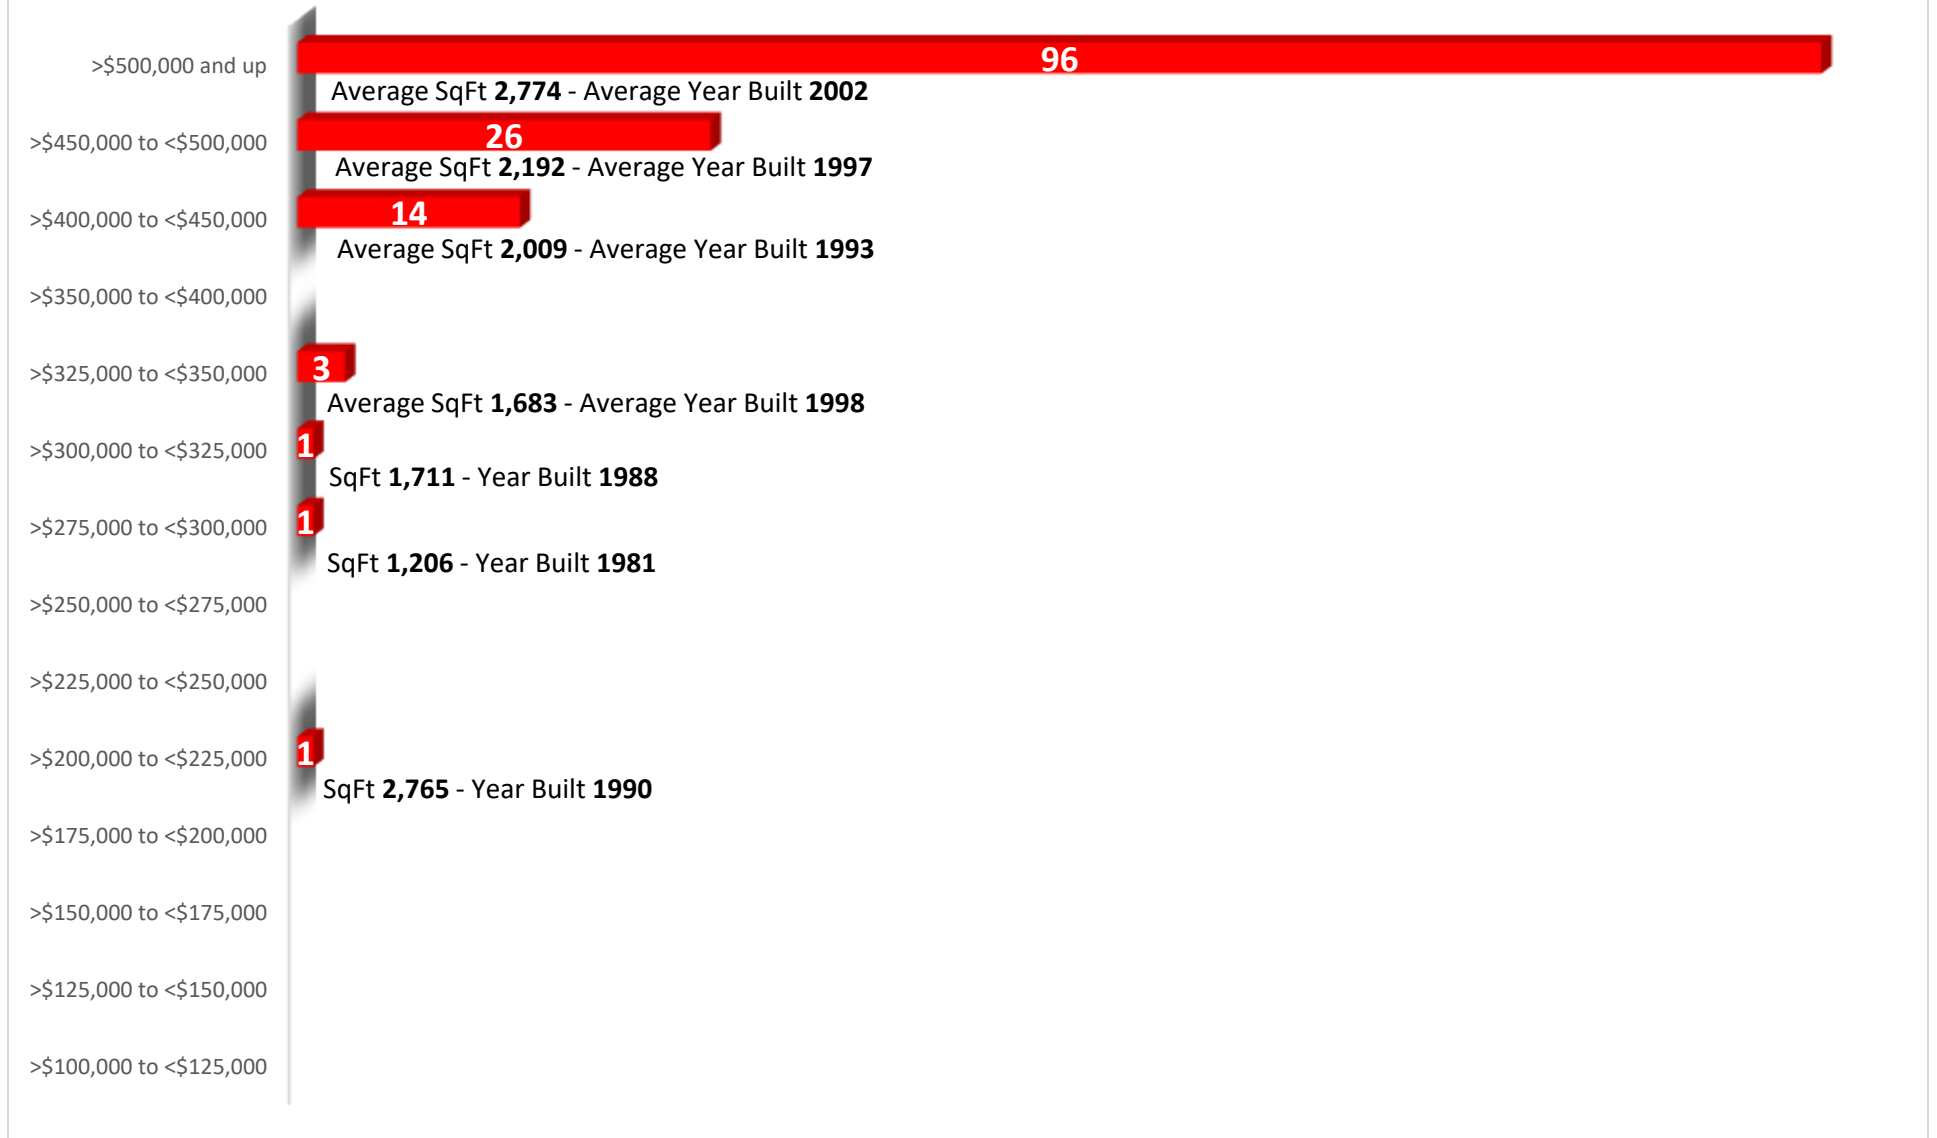 >$500,000 and up
96
Average SqFt 2,774 - Average Year Built 2002
>$450,000 to <$500,000
26
Average SqFt 2,192 - Average Year Built 1997
>$400,000 to <$450,000
14
Average SqFt 2,009 - Average Year Built 1993
>$350,000 to <$400,000
>$325,000 to <$350,000
3
Average SqFt 1,683 - Average Year Built 1998
>$300,000 to <$325,000
1
SqFt 1,711 - Year Built 1988
>$275,000 to <$300,000
1
SqFt 1,206 - Year Built 1981
>$250,000 to <$275,000
>$225,000 to <$250,000
>$200,000 to <$225,000
1
SqFt 2,765 - Year Built 1990
>$175,000 to <$200,000
>$150,000 to <$175,000
>$125,000 to <$150,000
>$100,000 to <$125,000